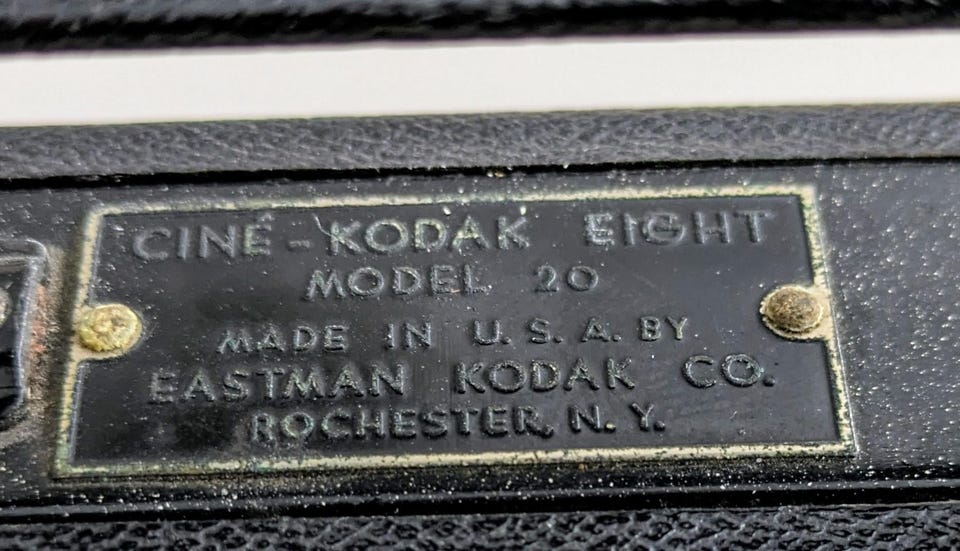 CINÉ-KODAK EIGHT
MODEL 20
MADE IN U.S.A. BY
EASTMAN KODAK CO.
ROCHESTER, N.Y.